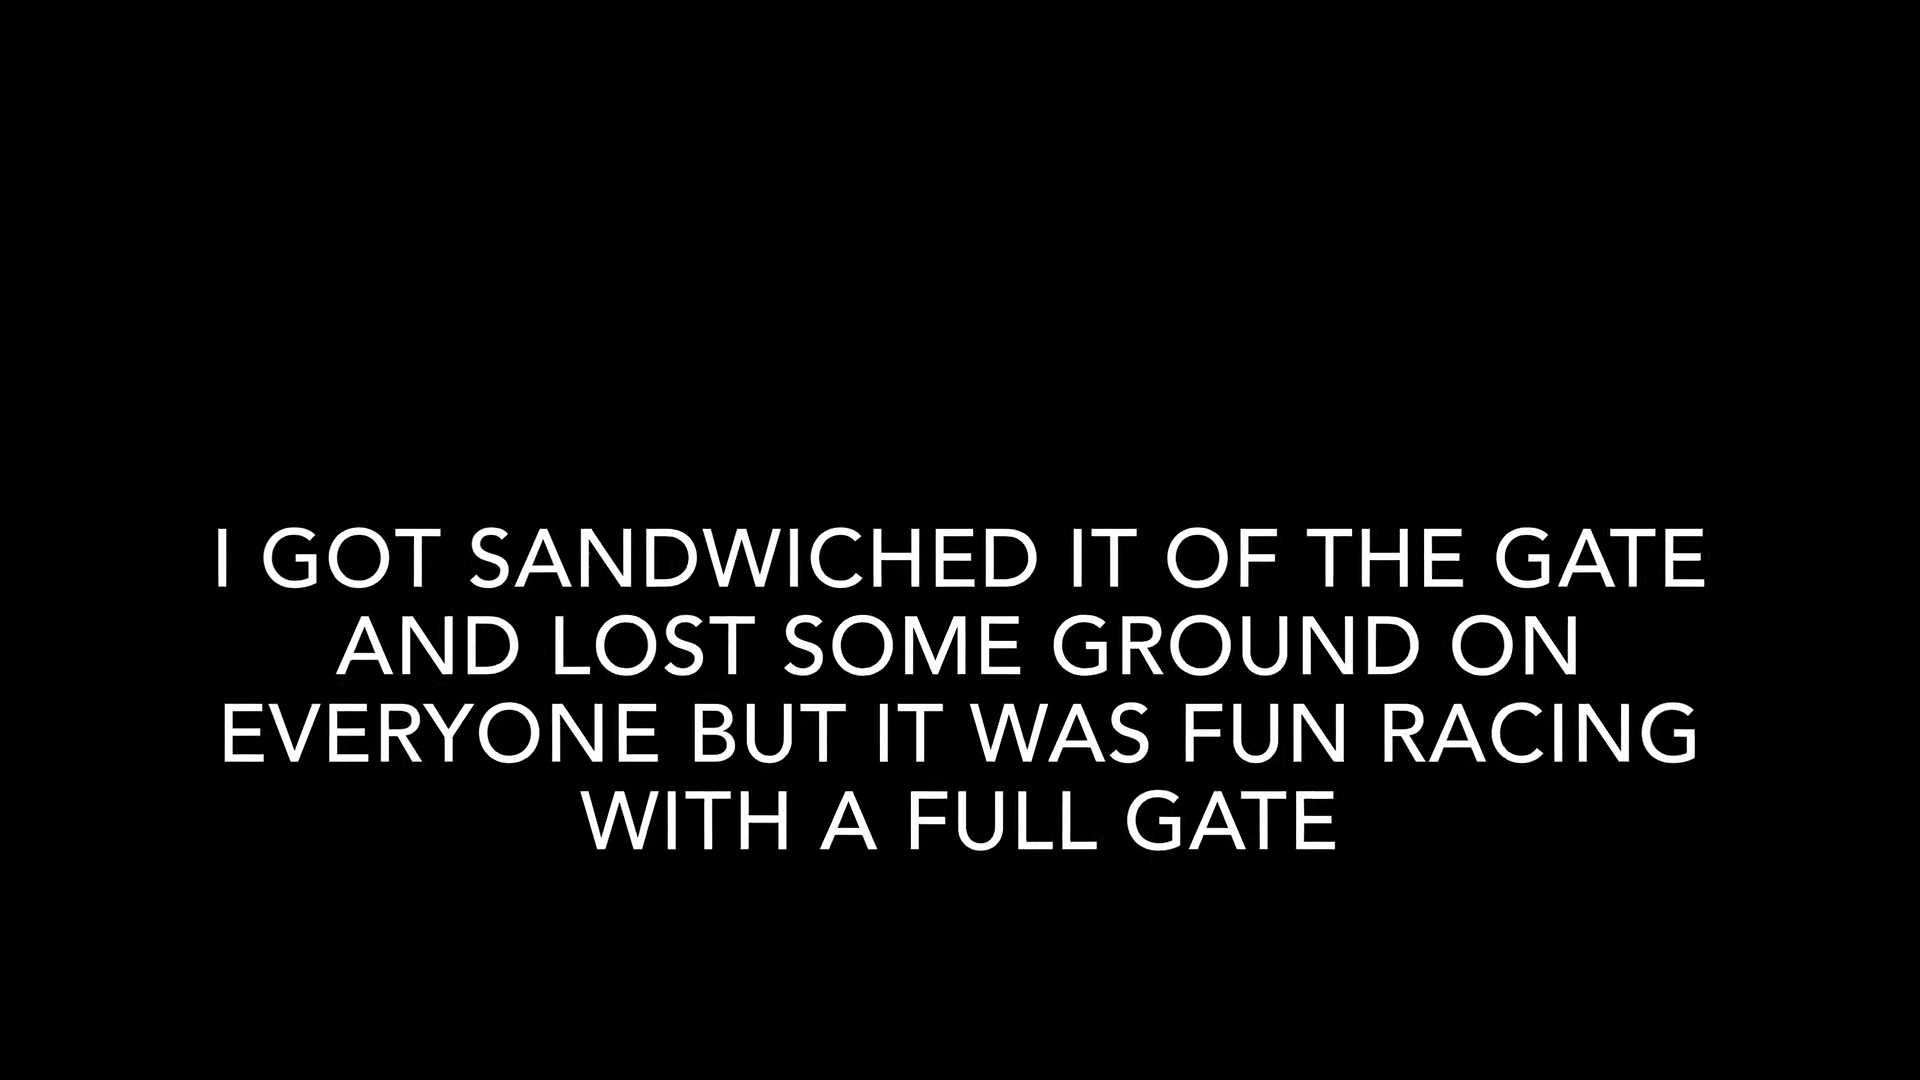 I GOT SANDWICHED IT OF THE GATE
AND LOST SOME GROUND ON
EVERYONE BUT IT WAS FUN RACING
WITH A FULL GATE